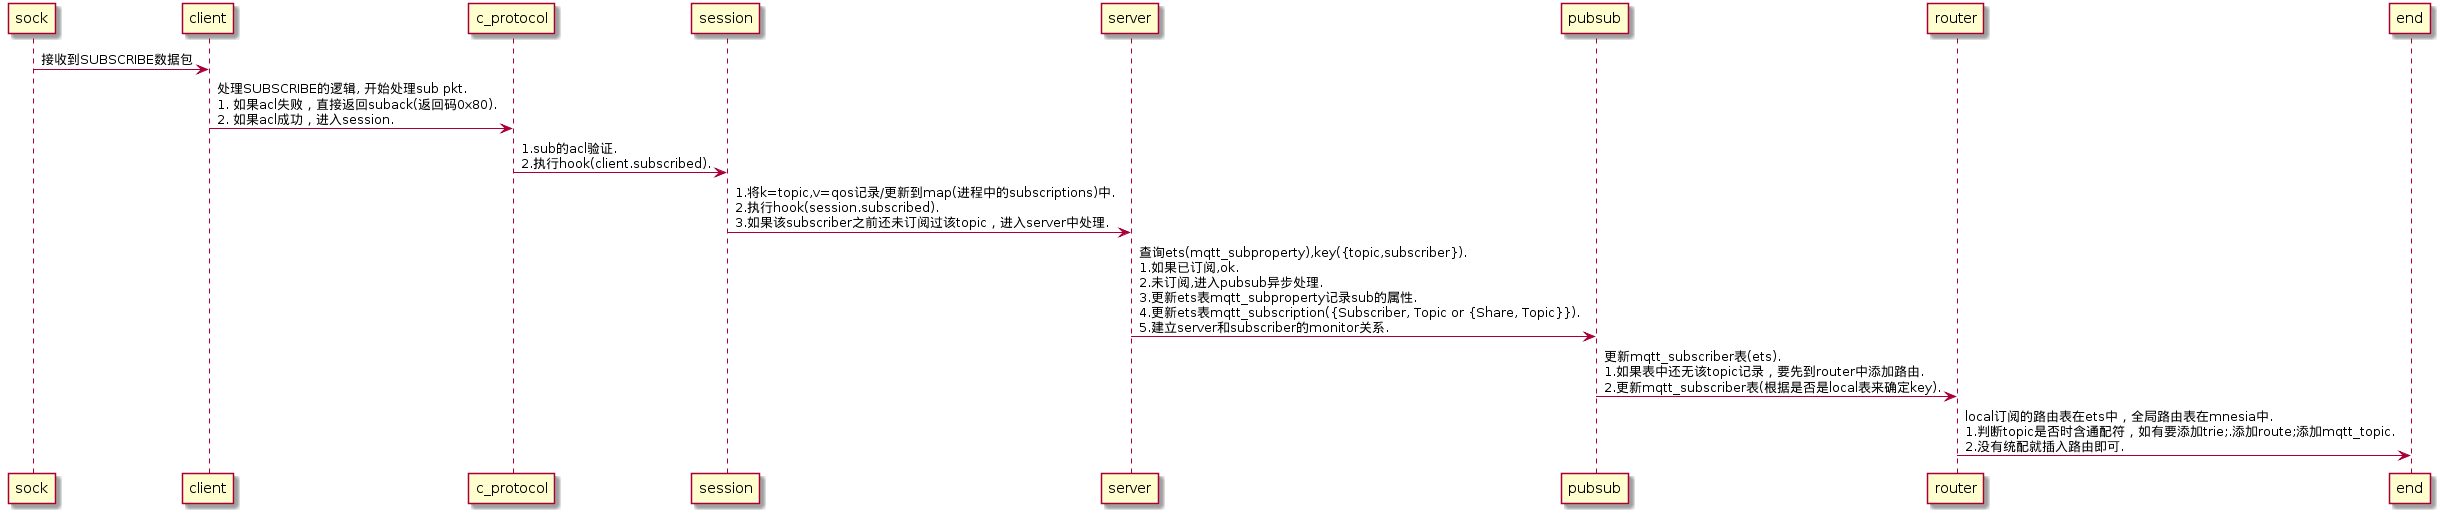 sock
client
c_protocol
session
server
pubsub
router
end
接收到SUBSCRIBE数据包
处理SUBSCRIBE的逻辑, 开始处理sub pkt.
1. 如果acl失败，直接返回suback(返回码0x80).
2. 如果acl成功，进入session.
1.sub的acl验证.
2.执行hook(client.subscribed).
1.将k=topic,v=qos记录/更新到map(进程中的subscriptions)中.
2.执行hook(session.subscribed).
3.如果该subscriber之前还未订阅过该topic，进入server中处理.
查询ets(mqtt_subproperty),key({topic,subscriber}).
1.如果已订阅,ok.
2.未订阅,进入pubsub异步处理.
3.更新ets表mqtt_subproperty记录sub的属性.
4.更新ets表mqtt_subscription({Subscriber, Topic or {Share, Topic}}).
5.建立server和subscriber的monitor关系.
更新mqtt_subscriber表(ets).
1.如果表中还无该topic记录，要先到router中添加路由.
2.更新mqtt_subscriber表(根据是否是local表来确定key).
local订阅的路由表在ets中，全局路由表在mnesia中.
1.判断topic是否时含通配符，如有要添加trie;.添加route;添加mqtt_topic.
2.没有统配就插入路由即可.
sock
client
c_protocol
session
server
pubsub
router
end